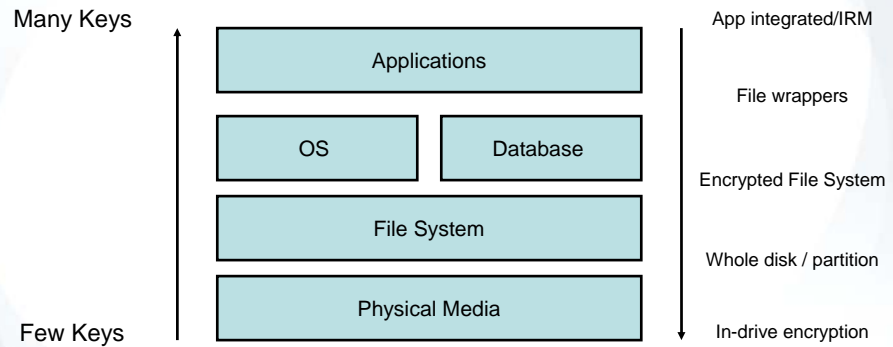 Many Keys
App integrated/IRM
Applications
File wrappers
OS
Database
Encrypted File System
File System
Whole disk / partition
Physical Media
Few Keys
In-drive encryption